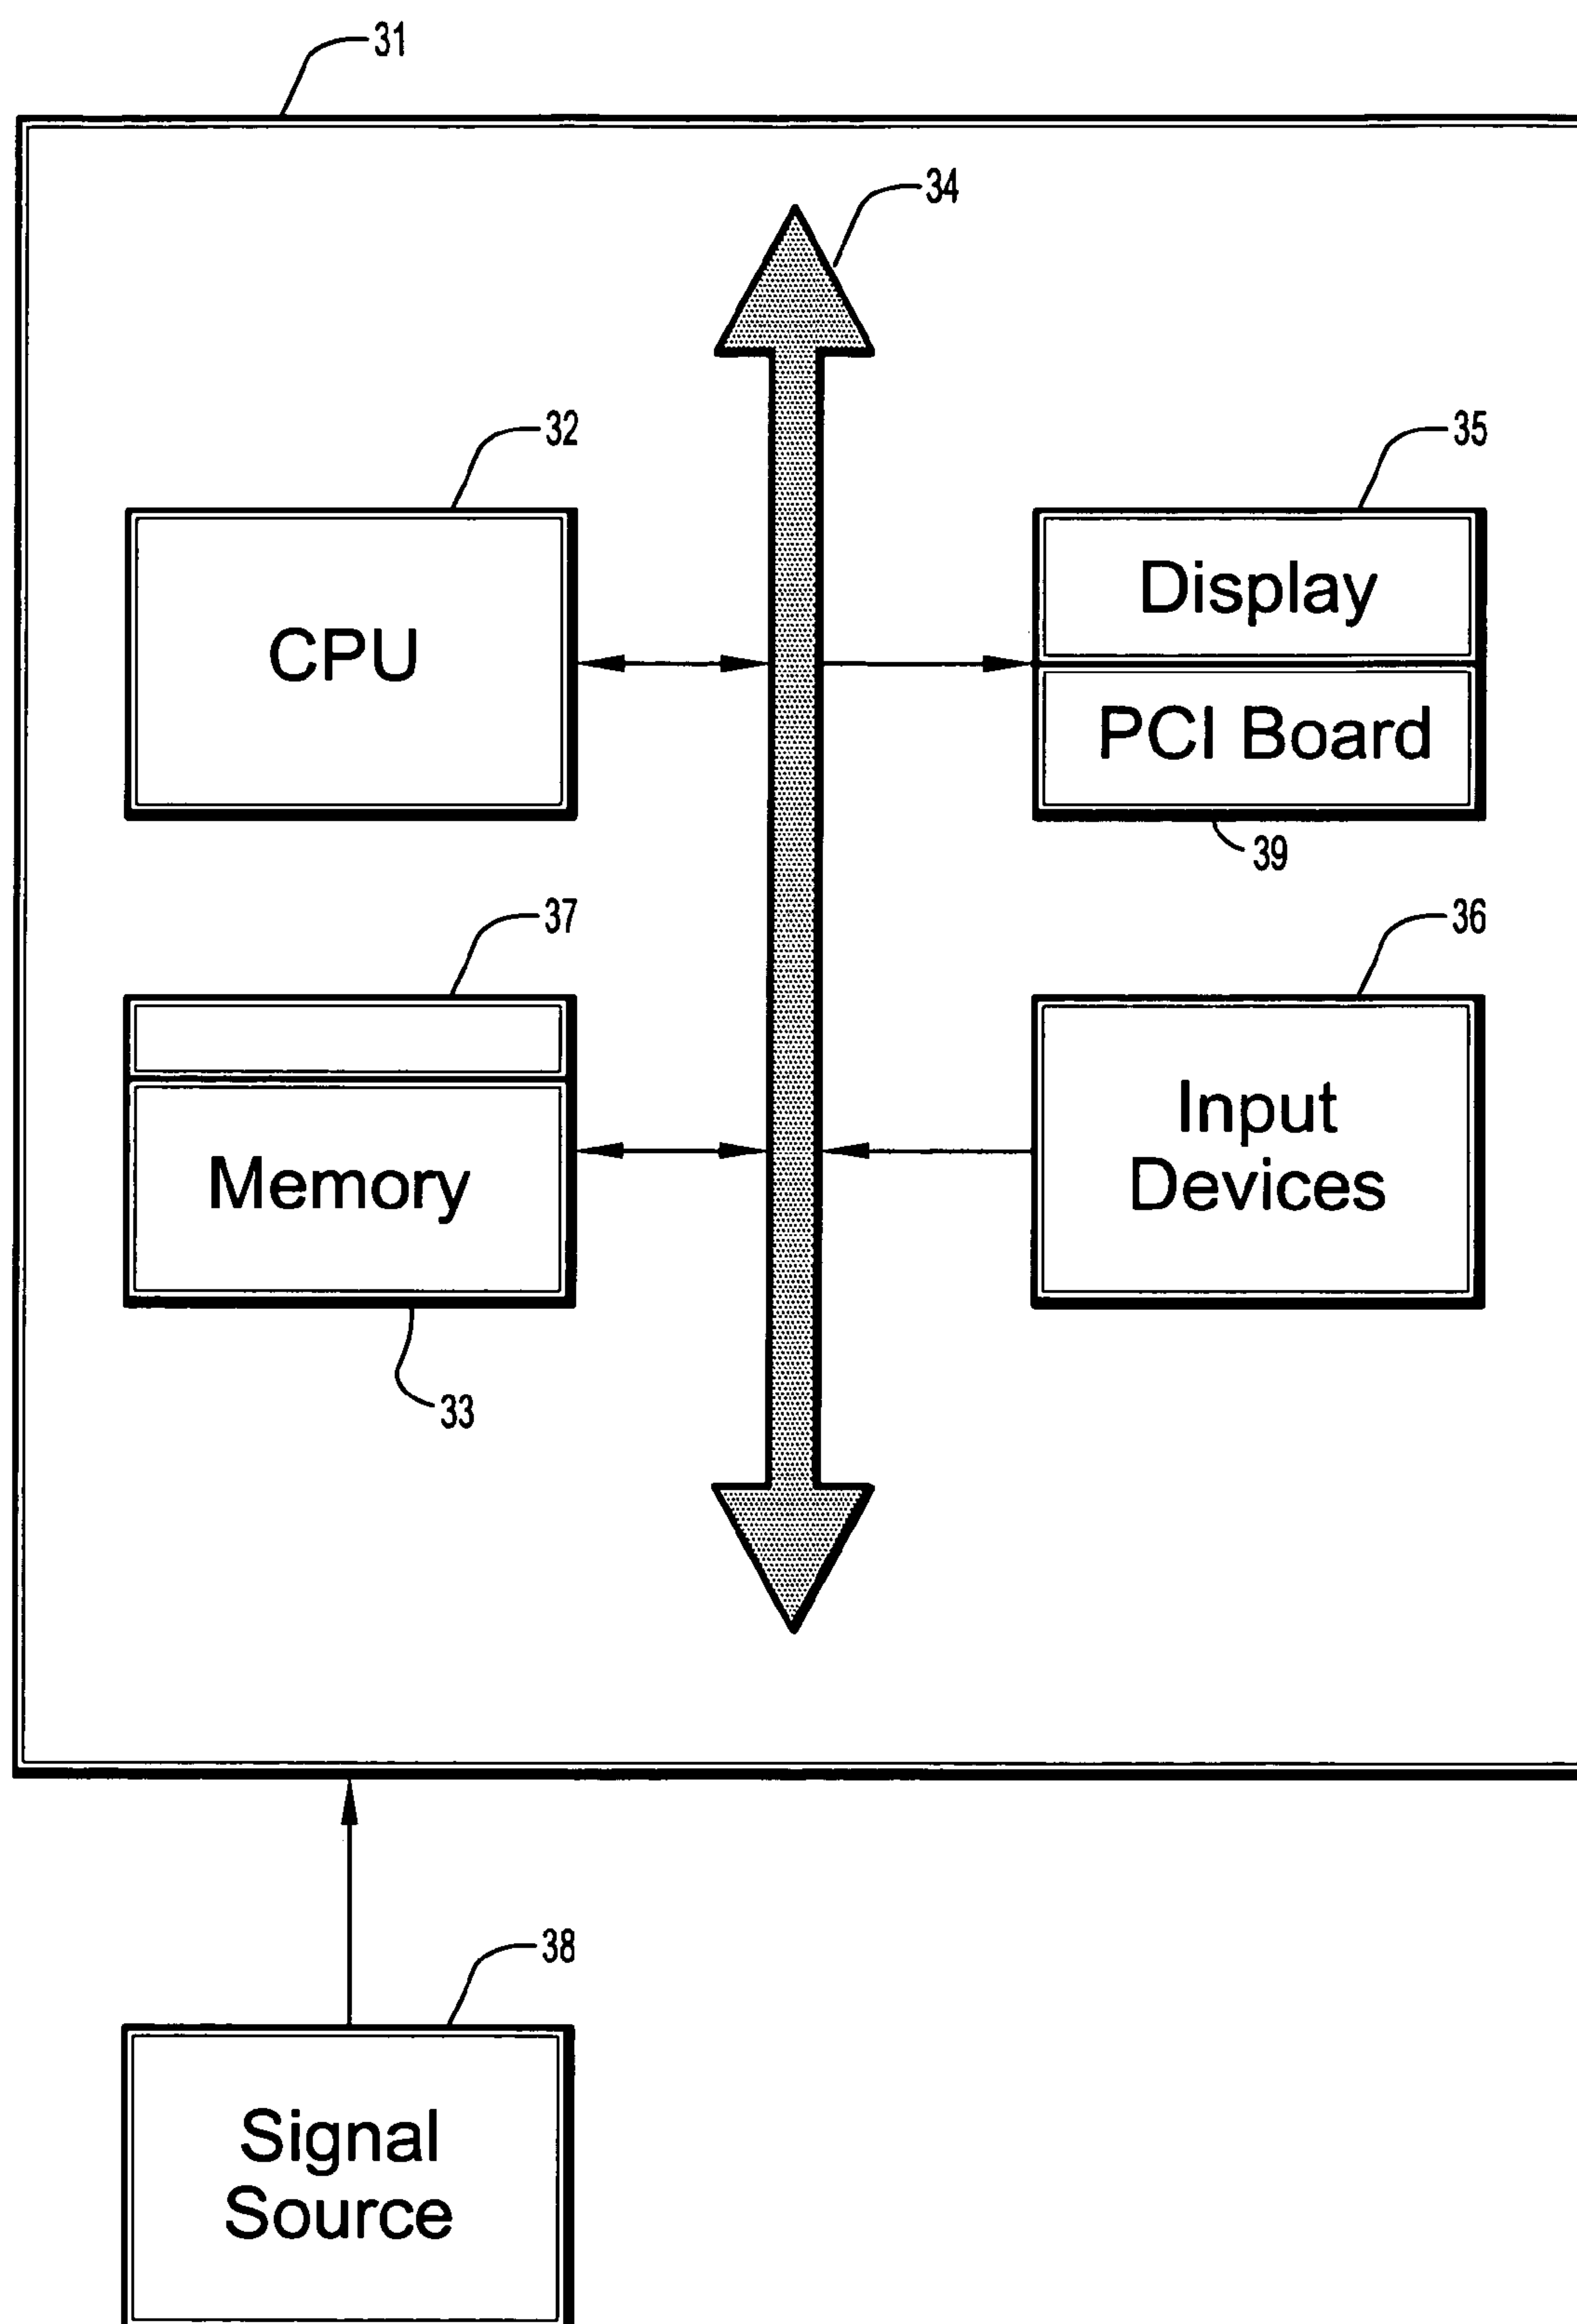 31
34
32
35
CPU
Display
PCI Board
39
37
36
Memory
Input
Devices
33
38
Signal
Source